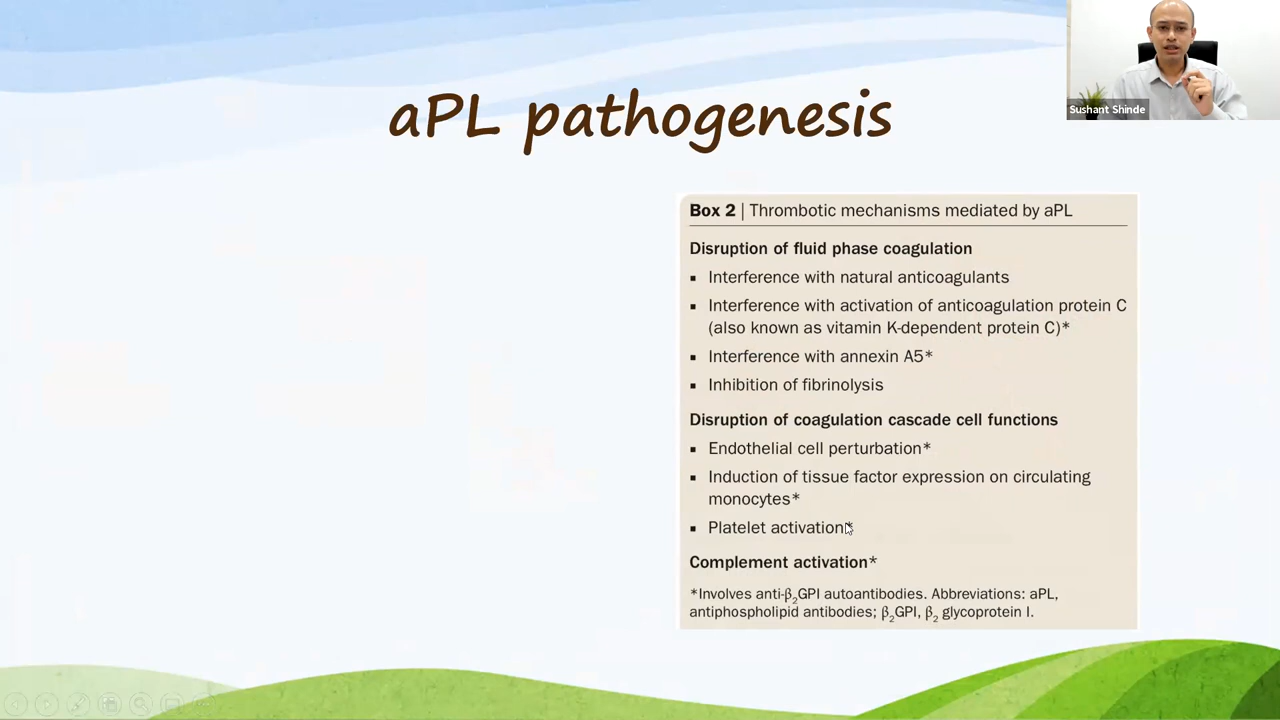 Sushant Shinde
aPL pathogenesis
Box 2 | Thrombotic mechanisms mediated by aPL
Disruption of fluid phase coagulation
▪ Interference with natural anticoagulants
▪ Interference with activation of anticoagulation protein C
(also known as vitamin K-dependent protein C)*
▪ Interference with annexin A5*
▪ Inhibition of fibrinolysis
Disruption of coagulation cascade cell functions
▪ Endothelial cell perturbation*
▪ Induction of tissue factor expression on circulating
monocytes*
▪ Platelet activation*
Complement activation*
*Involves anti-β₂GPI autoantibodies. Abbreviations: aPL,
antiphospholipid antibodies; β₂GPI, β₂ glycoprotein I.